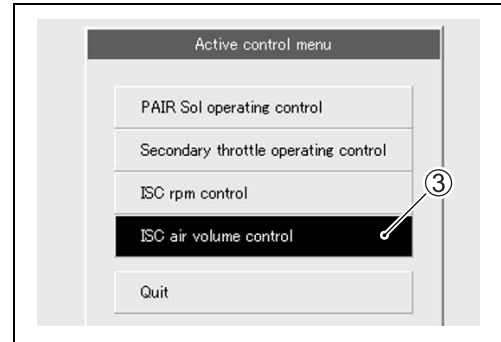 Active control menu
PAIR Sol operating control
Secondary throttle operating control
ISC rpm control
③
ISC air volume control
Quit